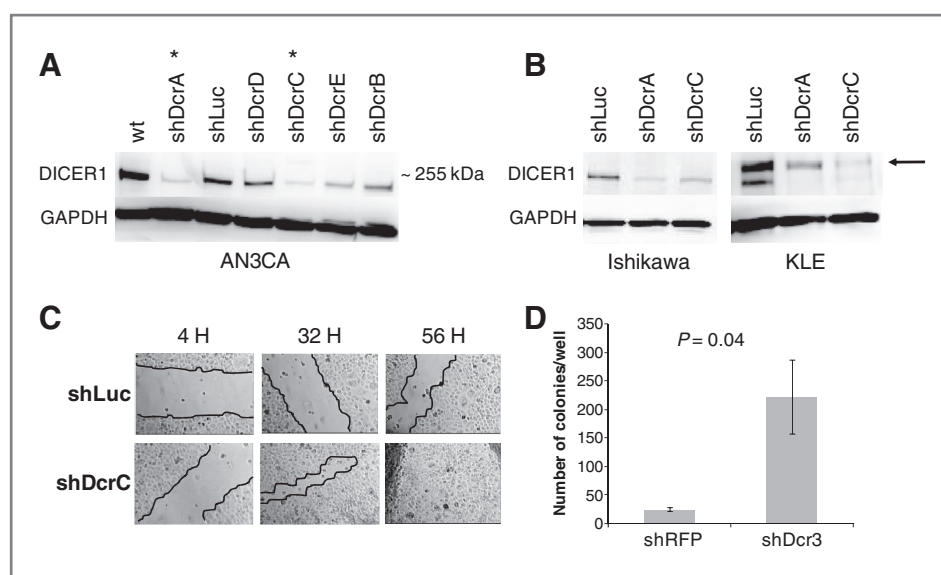 A
*
*
wt
shDcrA
shLuc
shDcrD
shDcrC
shDcrE
shDcrB
DICER1
~ 255 kDa
GAPDH
AN3CA
B
shLuc
shDcrA
shDcrC
shLuc
shDcrA
shDcrC
DICER1
GAPDH
Ishikawa
KLE
C
4 H
32 H
56 H
shLuc
shDcrC
D
Number of colonies/well
350
300
250
200
150
100
50
0
P = 0.04
shRFP
shDcr3